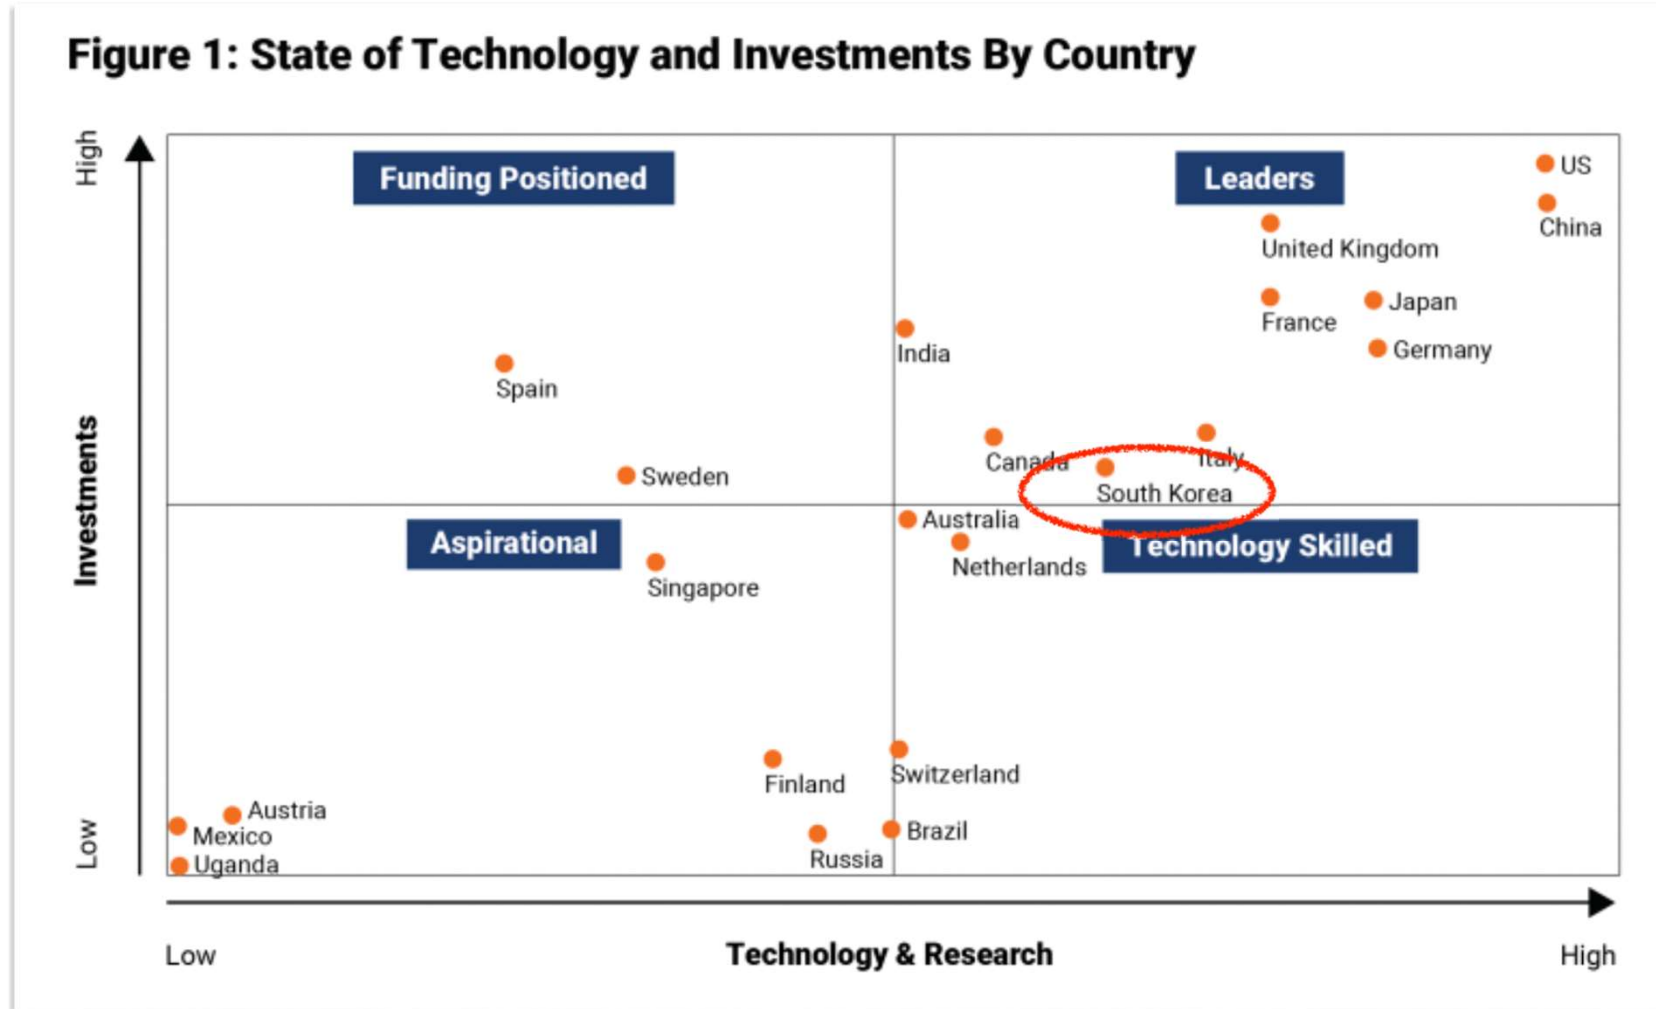 Figure 1: State of Technology and Investments By Country
High
Funding Positioned
Leaders
US
China
United Kingdom
Japan
France
India
Germany
Spain
Canada
Italy
Sweden
South Korea
Investments
Australia
Aspirational
Technology Skilled
Netherlands
Singapore
Switzerland
Finland
Austria
Mexico
Brazil
Low
Russia
Uganda
Low
Technology & Research
High